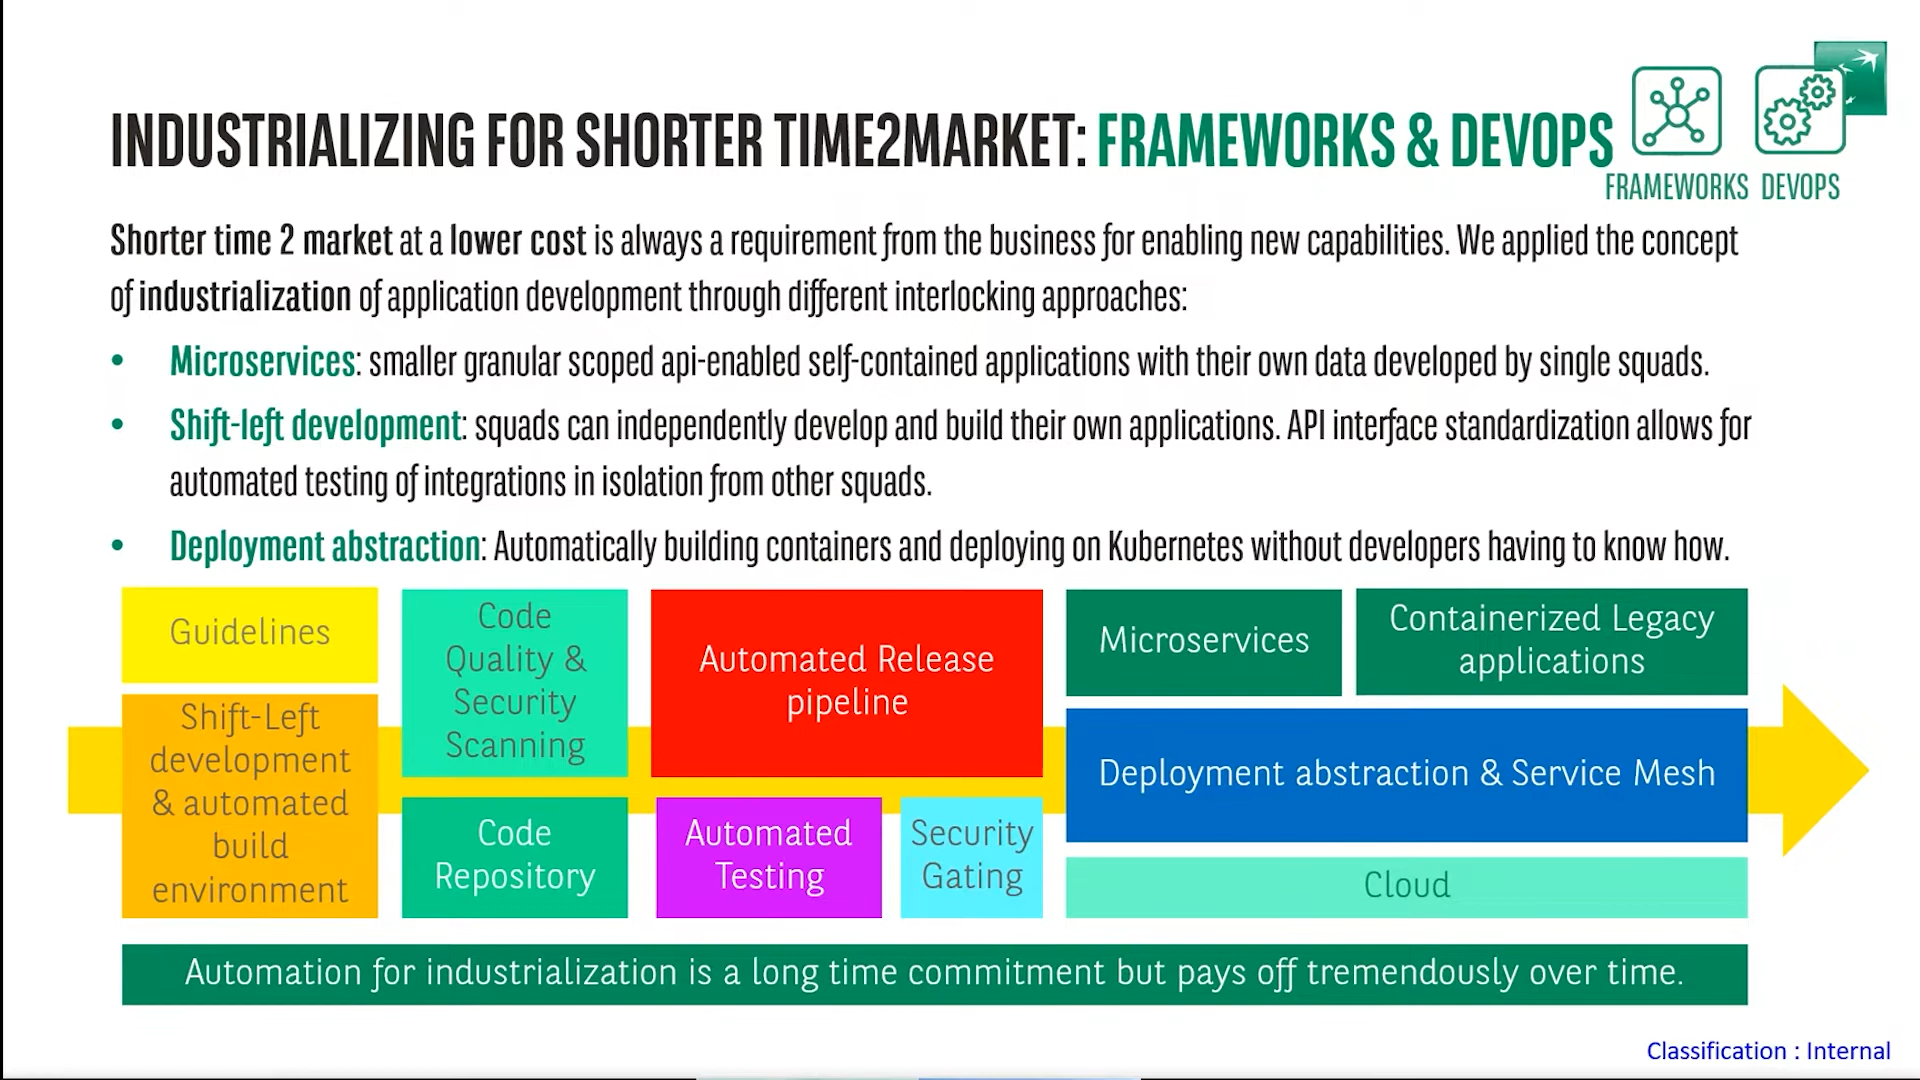 INDUSTRIALIZING FOR SHORTER TIME2MARKET: FRAMEWORKS & DEVOPS
FRAMEWORKS DEVOPS
Shorter time 2 market at a lower cost is always a requirement from the business for enabling new capabilities. We applied the concept
of industrialization of application development through different interlocking approaches:
• Microservices: smaller granular scoped api-enabled self-contained applications with their own data developed by single squads.
• Shift-left development: squads can independently develop and build their own applications. API interface standardization allows for
automated testing of integrations in isolation from other squads.
• Deployment abstraction: Automatically building containers and deploying on Kubernetes without developers having to know how.
Guidelines
Shift-Left
development
& automated
build
environment
Code
Quality &
Security
Scanning
Code
Repository
Automated Release
pipeline
Automated
Testing
Security
Gating
Microservices
Containerized Legacy
applications
Deployment abstraction & Service Mesh
Cloud
Automation for industrialization is a long time commitment but pays off tremendously over time.
Classification : Internal